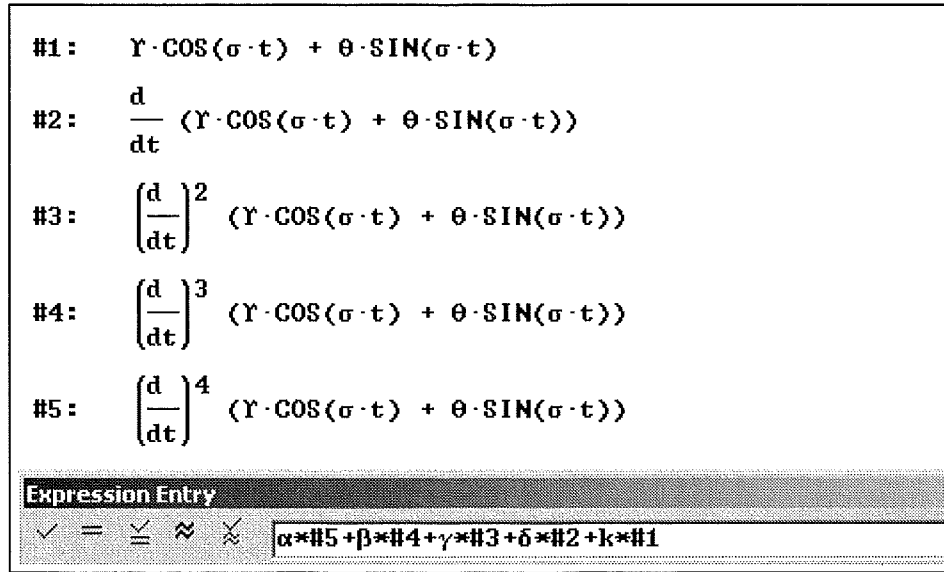 #1: ϒ·COS(σ·t) + θ·SIN(σ·t)
#2: d/dt (ϒ·COS(σ·t) + θ·SIN(σ·t))
#3: (d/dt)2 (ϒ·COS(σ·t) + θ·SIN(σ·t))
#4: (d/dt)3 (ϒ·COS(σ·t) + θ·SIN(σ·t))
#5: (d/dt)4 (ϒ·COS(σ·t) + θ·SIN(σ·t))
Expression Entry
α*#5+β*#4+γ*#3+δ*#2+k*#1